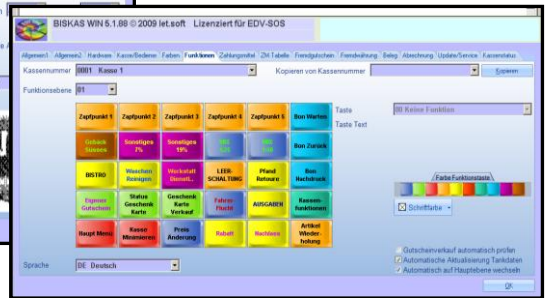 BISKAS WIN 5.1.88 © 2009 let.soft Lizenziert für EDV-SOS
Allgemein1 Allgemein2 Hardware Kasse/Bediener Farben Funktionen Zahlungsmittel ZM-Tabelle Fremdgutschein Fremdwährung Beleg Abrechnung Update/Service Kassenstatus
Kassennummer 0001 Kasse 1 Kopieren von Kassennummer Kopieren
Funktionsebene 01
Taste 00 Keine Funktion
Taste Text
Zapfpunkt 1 Zapfpunkt 2 Zapfpunkt 3 Zapfpunkt 4 Zapfpunkt 5 Bon Warten
Gebäck Süsses Sonstiges 7% Sonstiges 19% Bon Zurück
BISTRO Waschen Reinigen Werkstatt Dienstl. LEER-SCHALTUNG Pfand Retoure Bon Nachdruck
Eigener Gutschein Status Geschenk Karte Geschenk Karte Verkauf Fahrer-Flucht AUSGABEN Kassen-funktionen
Haupt Menü Kasse Minimieren Preis Änderung Rabatt Nachlass Artikel Wieder-holung
Farbe Funktionstaste
Schriftfarbe
Gutscheinverkauf automatisch prüfen
Automatische Aktualisierung Tankdaten
Automatisch auf Hauptebene wechseln
Sprache DE Deutsch
OK